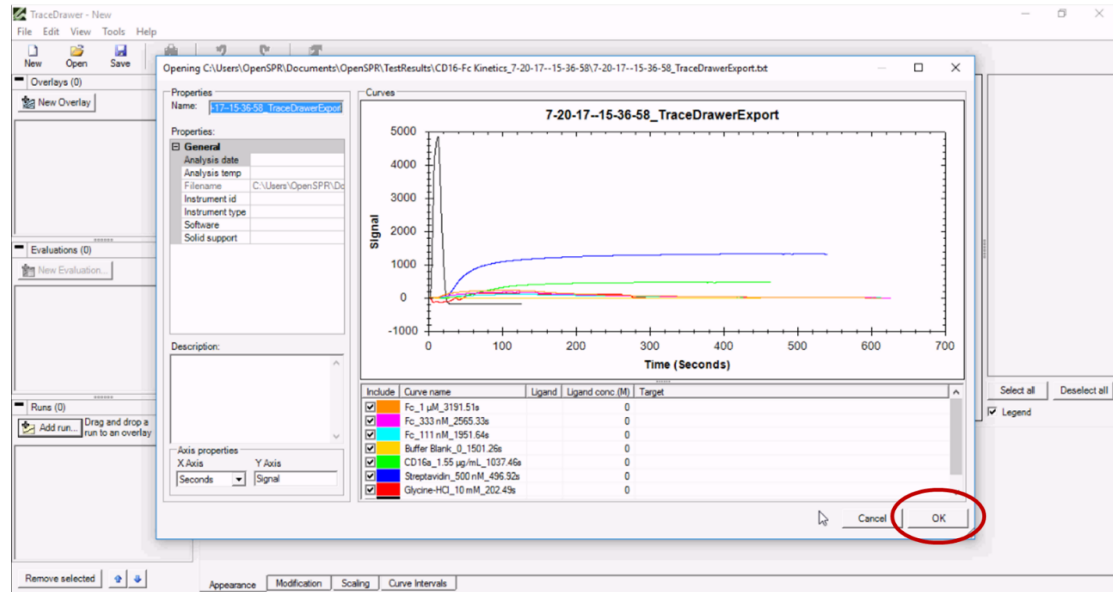 TraceDrawer - New
File Edit View Tools Help
New Open Save
Overlays (0)
New Overlay
Evaluations (0)
New Evaluation...
Runs (0)
Add run...
Drag and drop a
run to an overlay
Remove selected
Opening C:\Users\OpenSPR\Documents\OpenSPR\TestResults\CD16-Fc Kinetics_7-20-17--15-36-58\7-20-17--15-36-58_TraceDrawerExport.txt
Properties
Name: -17--15-36-58_TraceDrawerExport
Properties:
General
Analysis date
Analysis temp
Filename C:\Users\OpenSPR\Do
Instrument id
Instrument type
Software
Solid support
Description:
Axis properties
X Axis Y Axis
Seconds Signal
Curves
7-20-17--15-36-58_TraceDrawerExport
5000
4000
3000
2000
1000
0
-1000
Signal
0 100 200 300 400 500 600 700
Time (Seconds)
Include Curve name Ligand Ligand conc.(M) Target
Fc_1 µM_3191.51s 0
Fc_333 nM_2565.33s 0
Fc_111 nM_1951.64s 0
Buffer Blank_0_1501.26s 0
CD16a_1.55 µg/mL_1037.46s 0
Streptavidin_500 nM_496.92s 0
Glycine-HCl_10 mM_202.49s 0
Cancel OK
Select all Deselect all
Legend
Appearance Modification Scaling Curve Intervals